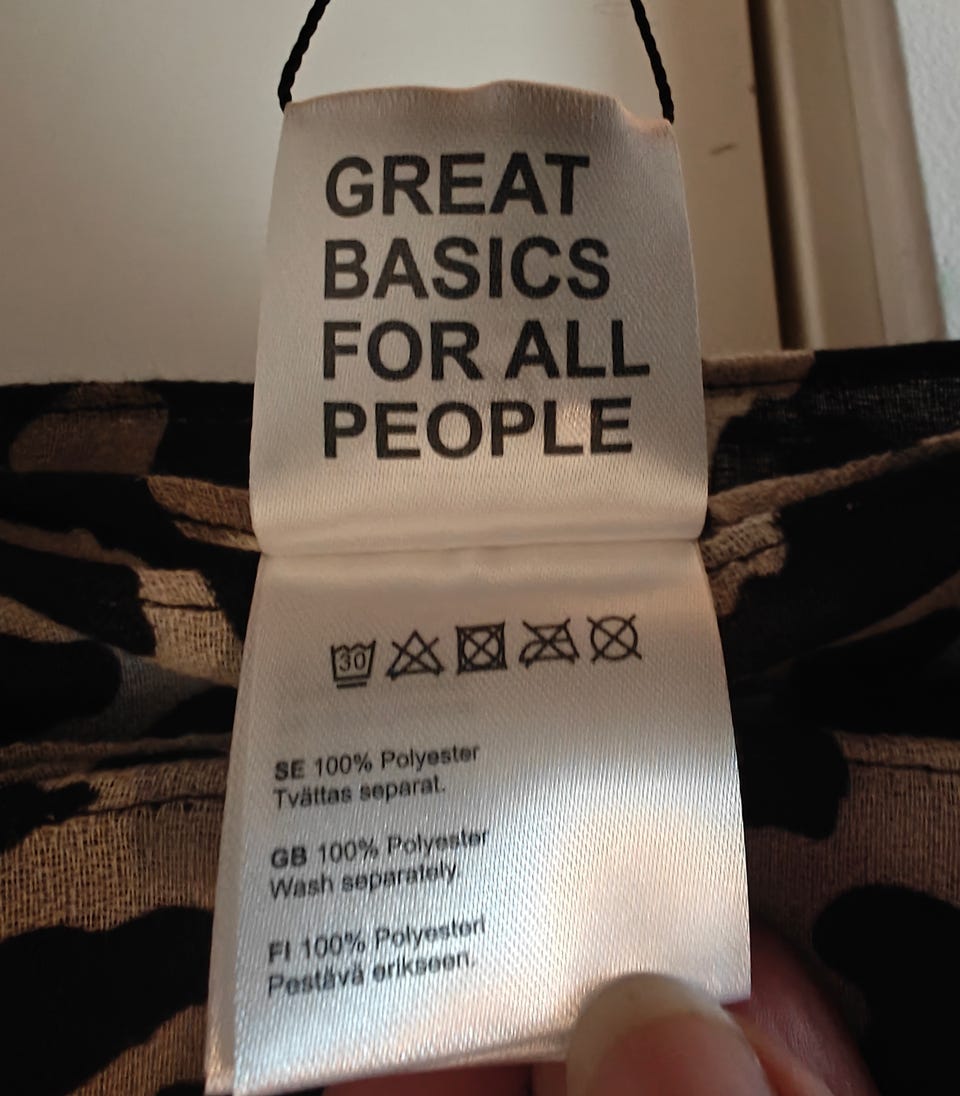 GREAT
BASICS
FOR ALL
PEOPLE
30
SE 100% Polyester
Tvättas separat.
GB 100% Polyester
Wash separately.
FI 100% Polyesteri
Pestävä erikseen.